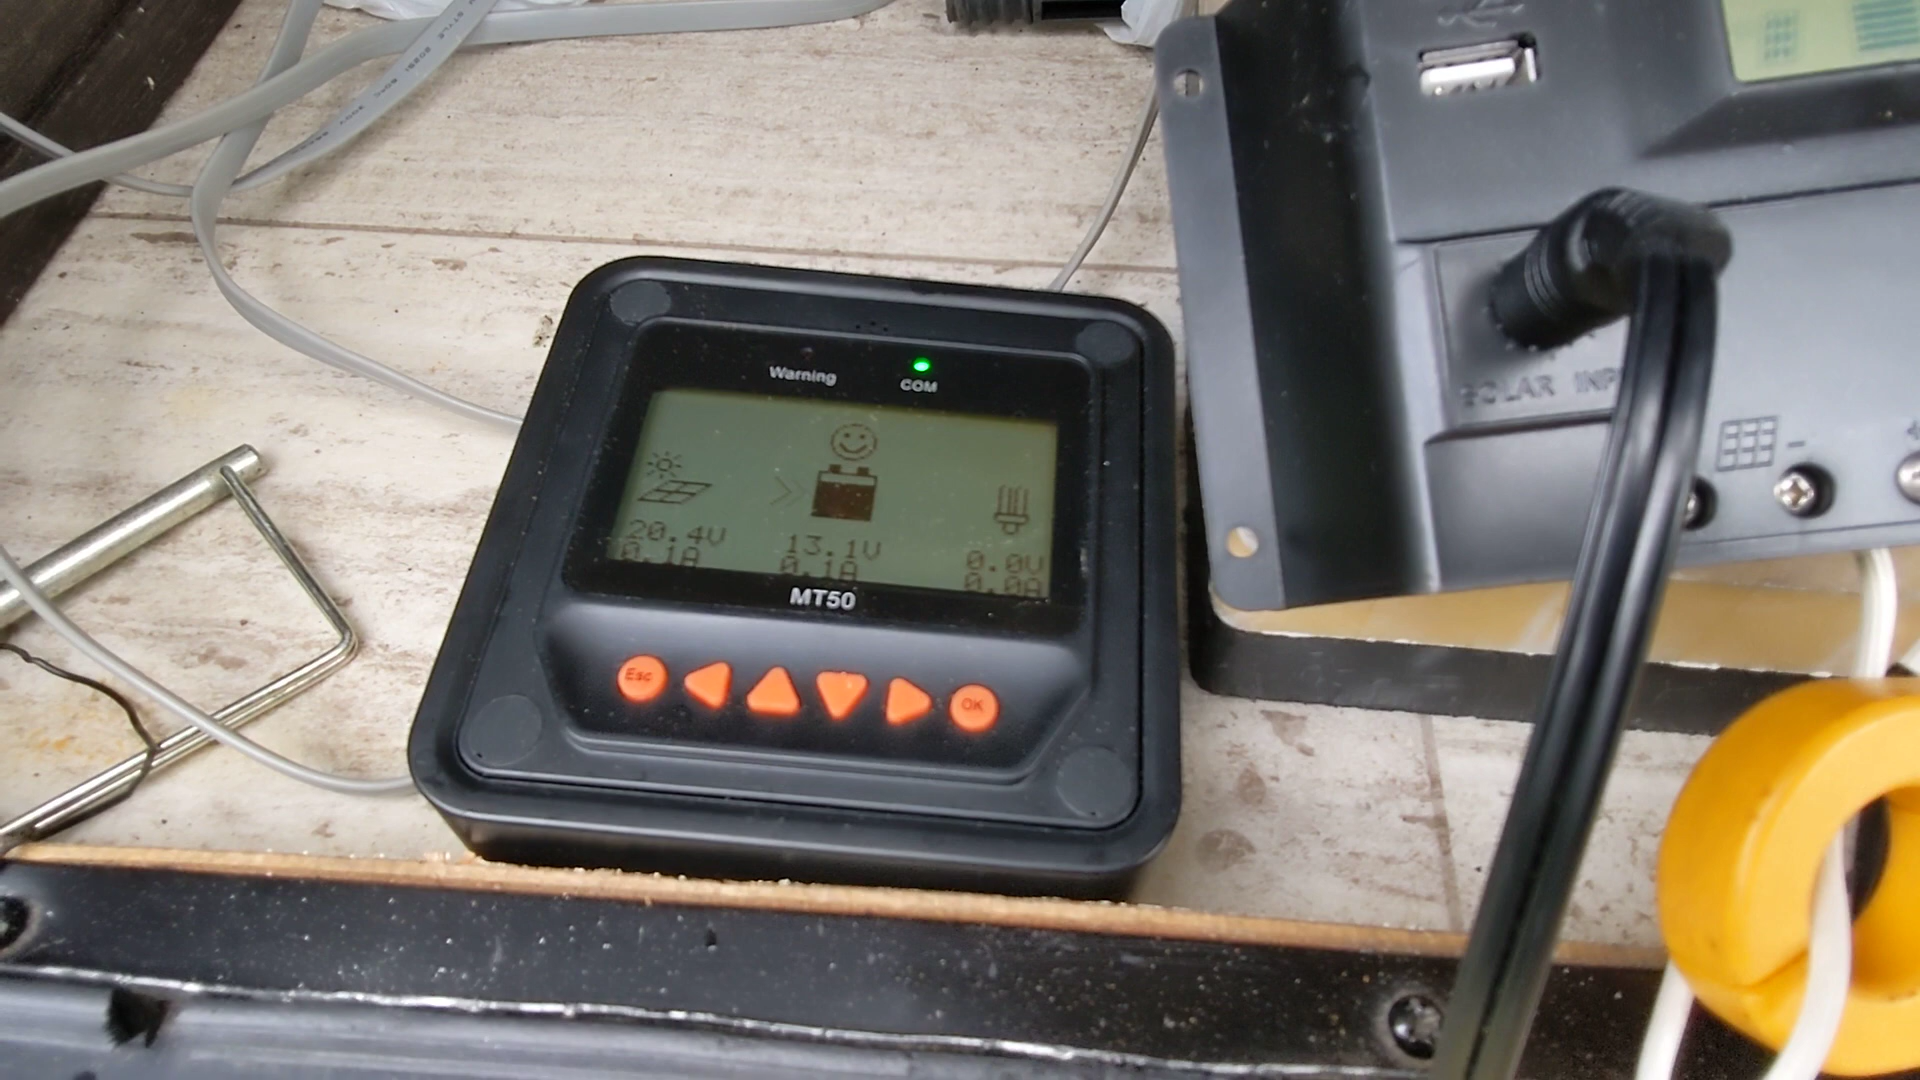 Warning
COM
20.4V
13.1V
0.0V
0.1A
0.1A
0.0A
MT50
Esc
OK
SOLAR INP